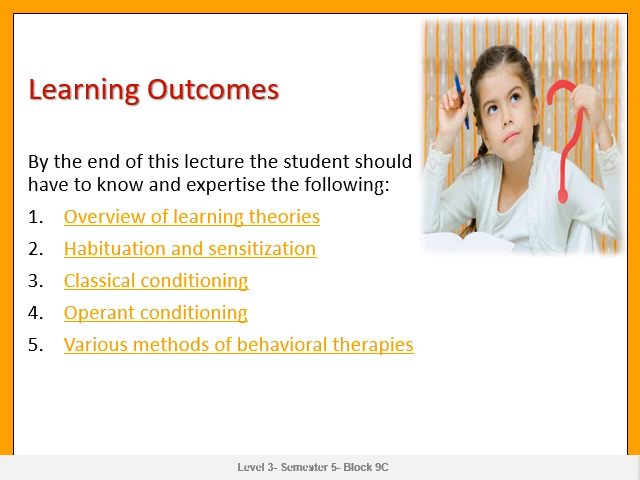 Learning Outcomes
By the end of this lecture the student should
have to know and expertise the following:
1. Overview of learning theories
2. Habituation and sensitization
3. Classical conditioning
4. Operant conditioning
5. Various methods of behavioral therapies
Level 3- Semester 5- Block 9C